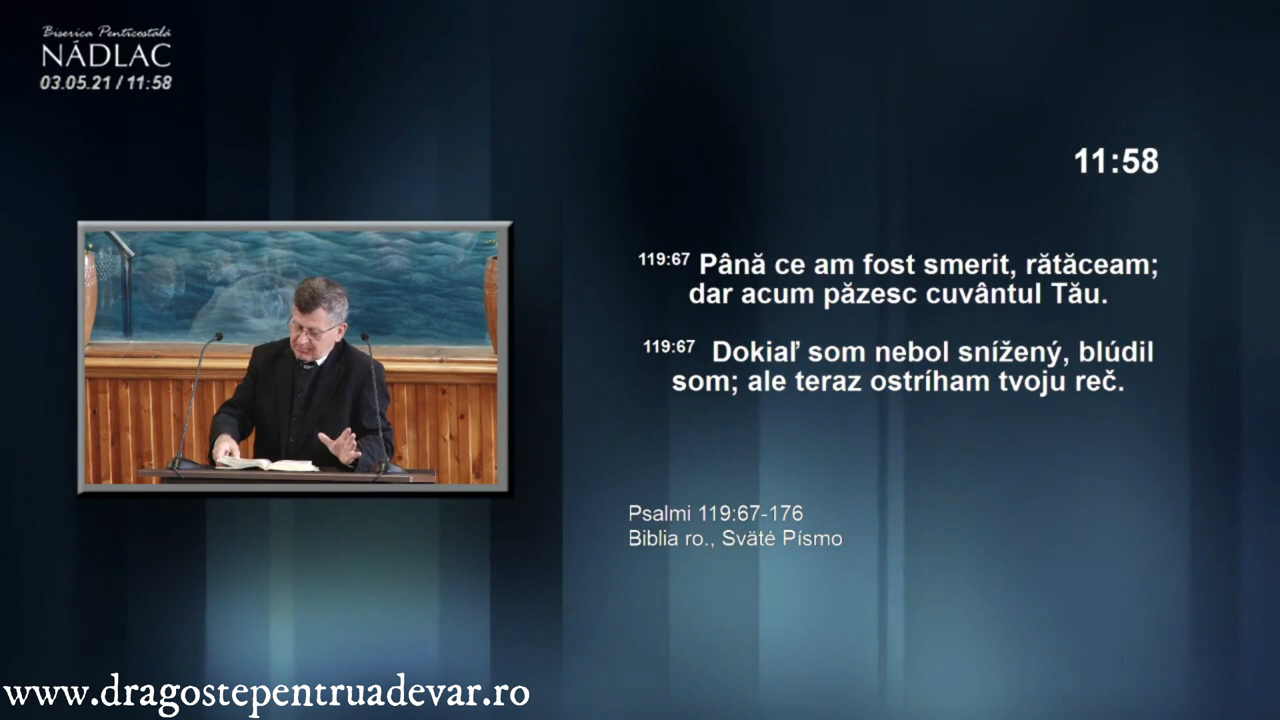 Biserica Penticostală
NĂDLAC
03.05.21 / 11:58
11:58
119:67 Până ce am fost smerit, rătăceam;
dar acum păzesc cuvântul Tău.
119:67 Dokiaľ som nebol snížený, blúdil
som; ale teraz ostríham tvoju reč.
Psalmi 119:67-176
Biblia ro., Sväté Písmo
www.dragostepentruadevar.ro